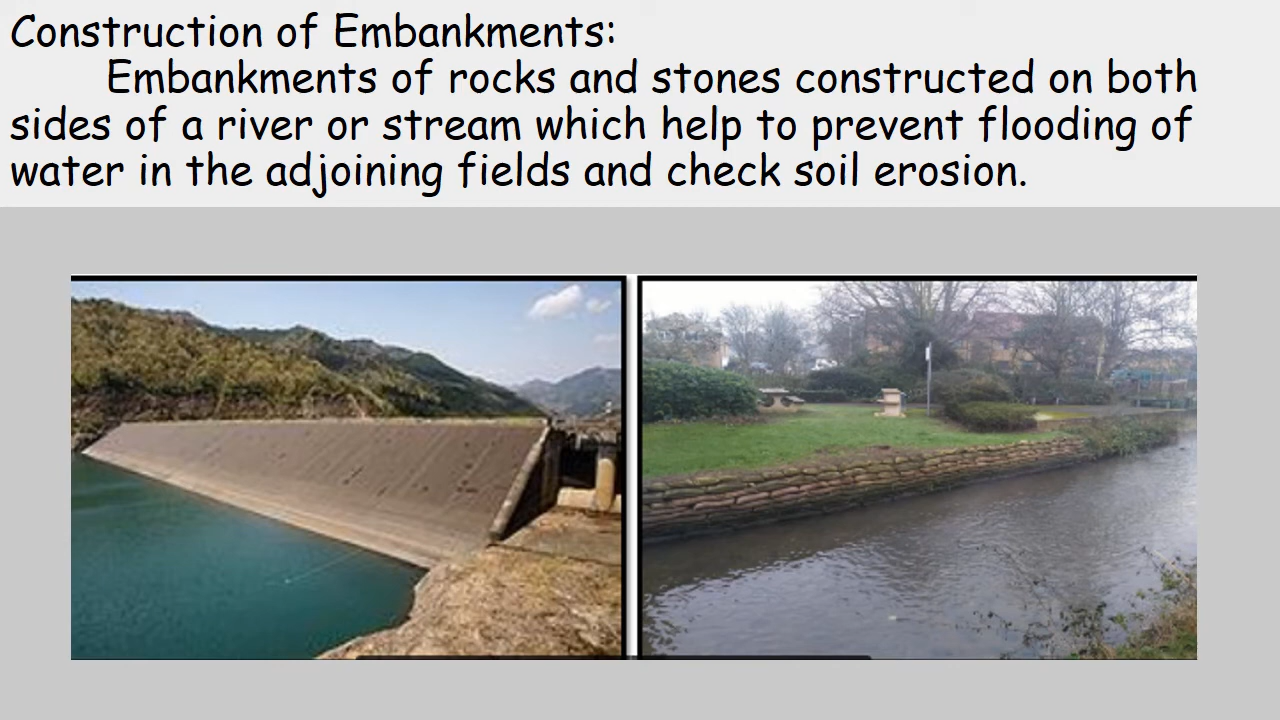 Construction of Embankments:
Embankments of rocks and stones constructed on both
sides of a river or stream which help to prevent flooding of
water in the adjoining fields and check soil erosion.